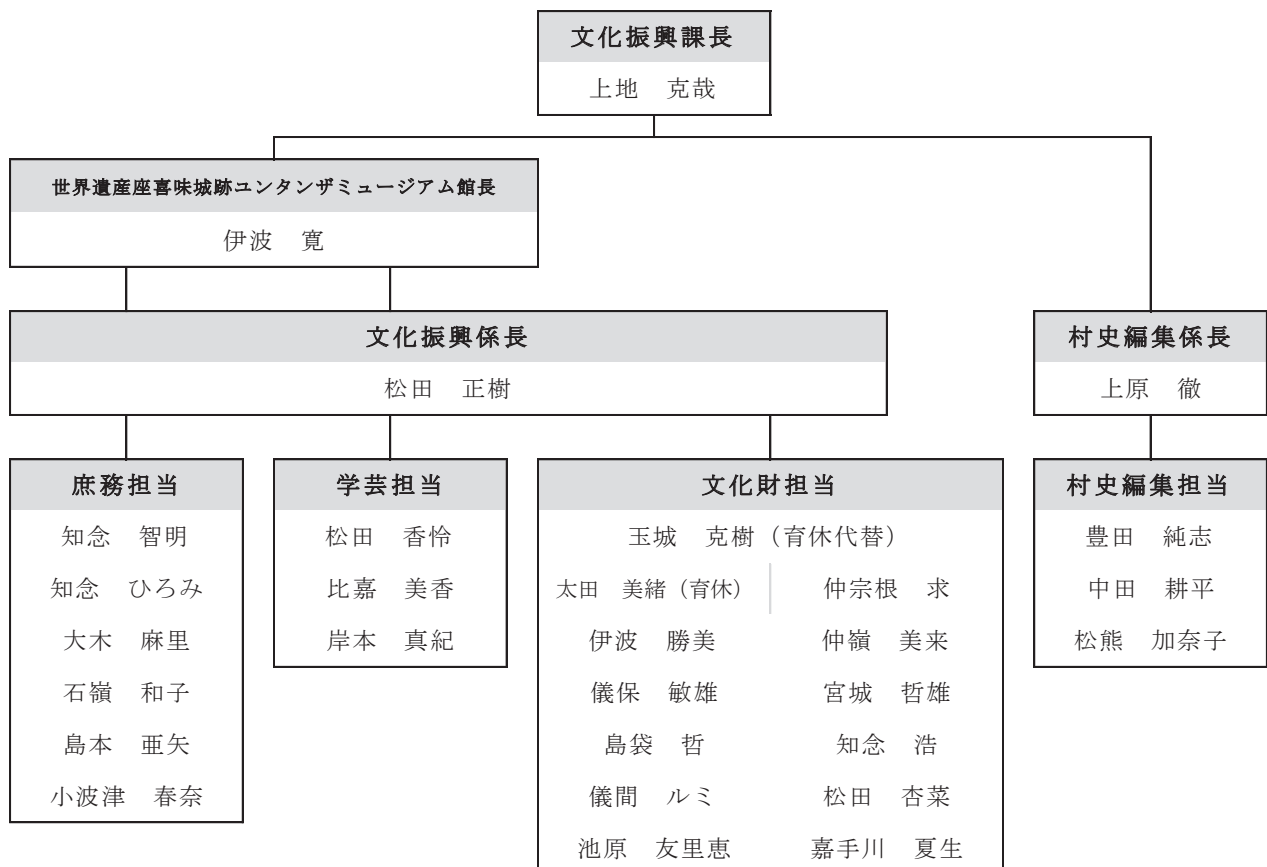 文化振興課長
上地　克哉
世界遺産座喜味城跡ユンタンザミュージアム館長
伊波　寛
文化振興係長
松田　正樹
村史編集係長
上原　徹
庶務担当
知念　智明
知念　ひろみ
大木　麻里
石嶺　和子
島本　亜矢
小波津　春奈
学芸担当
松田　香怜
比嘉　美香
岸本　真紀
文化財担当
玉城　克樹（育休代替）
太田　美緒（育休）
仲宗根　求
伊波　勝美
仲嶺　美来
儀保　敏雄
宮城　哲雄
島袋　哲
知念　浩
儀間　ルミ
松田　杏菜
池原　友里恵
嘉手川　夏生
村史編集担当
豊田　純志
中田　耕平
松熊　加奈子